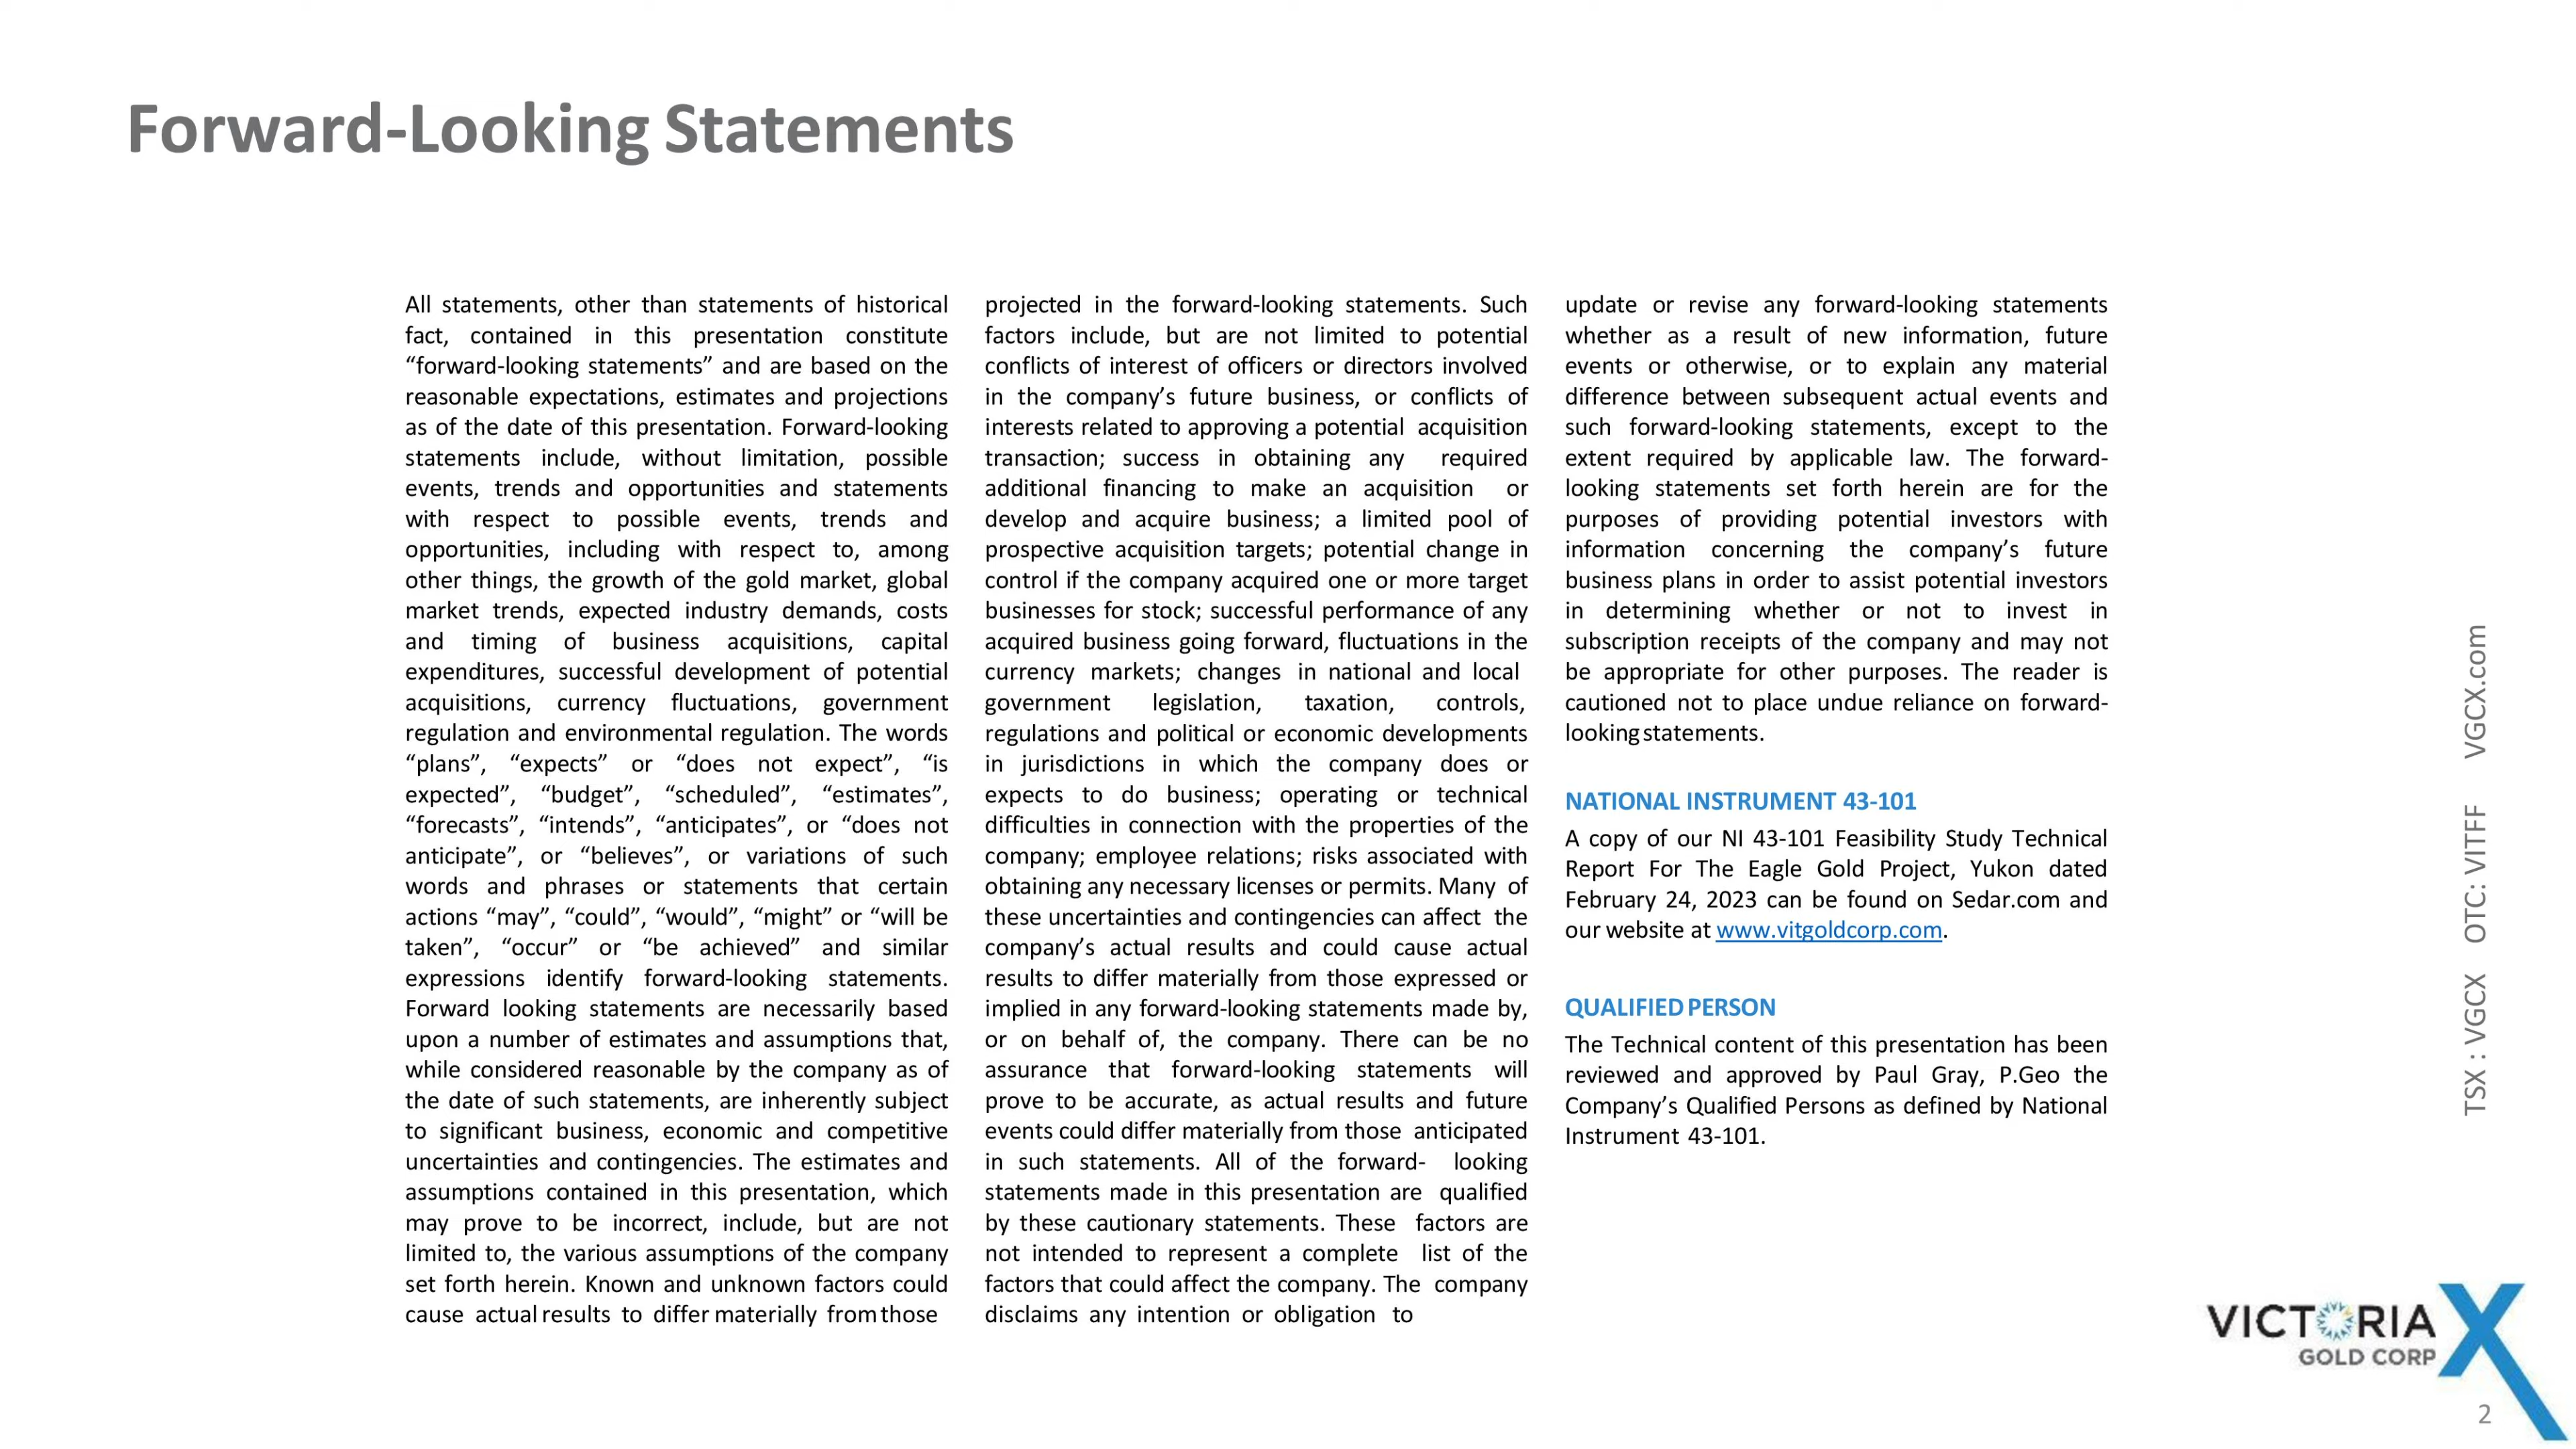 Forward-Looking Statements
All statements, other than statements of historical
fact, contained in this presentation constitute
“forward-looking statements” and are based on the
reasonable expectations, estimates and projections
as of the date of this presentation. Forward-looking
statements include, without limitation, possible
events, trends and opportunities and statements
with respect to possible events, trends and
opportunities, including with respect to, among
other things, the growth of the gold market, global
market trends, expected industry demands, costs
and timing of business acquisitions, capital
expenditures, successful development of potential
acquisitions, currency fluctuations, government
regulation and environmental regulation. The words
“plans”, “expects” or “does not expect”, “is
expected”, “budget”, “scheduled”, “estimates”,
“forecasts”, “intends”, “anticipates”, or “does not
anticipate”, or “believes”, or variations of such
words and phrases or statements that certain
actions “may”, “could”, “would”, “might” or “will be
taken”, “occur” or “be achieved” and similar
expressions identify forward-looking statements.
Forward looking statements are necessarily based
upon a number of estimates and assumptions that,
while considered reasonable by the company as of
the date of such statements, are inherently subject
to significant business, economic and competitive
uncertainties and contingencies. The estimates and
assumptions contained in this presentation, which
may prove to be incorrect, include, but are not
limited to, the various assumptions of the company
set forth herein. Known and unknown factors could
cause actual results to differ materially from those
projected in the forward-looking statements. Such
factors include, but are not limited to potential
conflicts of interest of officers or directors involved
in the company’s future business, or conflicts of
interests related to approving a potential acquisition
transaction; success in obtaining any required
additional financing to make an acquisition or
develop and acquire business; a limited pool of
prospective acquisition targets; potential change in
control if the company acquired one or more target
businesses for stock; successful performance of any
acquired business going forward, fluctuations in the
currency markets; changes in national and local
government legislation, taxation, controls,
regulations and political or economic developments
in jurisdictions in which the company does or
expects to do business; operating or technical
difficulties in connection with the properties of the
company; employee relations; risks associated with
obtaining any necessary licenses or permits. Many of
these uncertainties and contingencies can affect the
company’s actual results and could cause actual
results to differ materially from those expressed or
implied in any forward-looking statements made by,
or on behalf of, the company. There can be no
assurance that forward-looking statements will
prove to be accurate, as actual results and future
events could differ materially from those anticipated
in such statements. All of the forward- looking
statements made in this presentation are qualified
by these cautionary statements. These factors are
not intended to represent a complete list of the
factors that could affect the company. The company
disclaims any intention or obligation to
update or revise any forward-looking statements
whether as a result of new information, future
events or otherwise, or to explain any material
difference between subsequent actual events and
such forward-looking statements, except to the
extent required by applicable law. The forward-
looking statements set forth herein are for the
purposes of providing potential investors with
information concerning the company’s future
business plans in order to assist potential investors
in determining whether or not to invest in
subscription receipts of the company and may not
be appropriate for other purposes. The reader is
cautioned not to place undue reliance on forward-
looking statements.
NATIONAL INSTRUMENT 43-101
A copy of our NI 43-101 Feasibility Study Technical
Report For The Eagle Gold Project, Yukon dated
February 24, 2023 can be found on Sedar.com and
our website at www.vitgoldcorp.com.
QUALIFIED PERSON
The Technical content of this presentation has been
reviewed and approved by Paul Gray, P.Geo the
Company’s Qualified Persons as defined by National
Instrument 43-101.
TSX : VGCX OTC: VITFF VGCX.com
VICTORIA
GOLD CORP
2